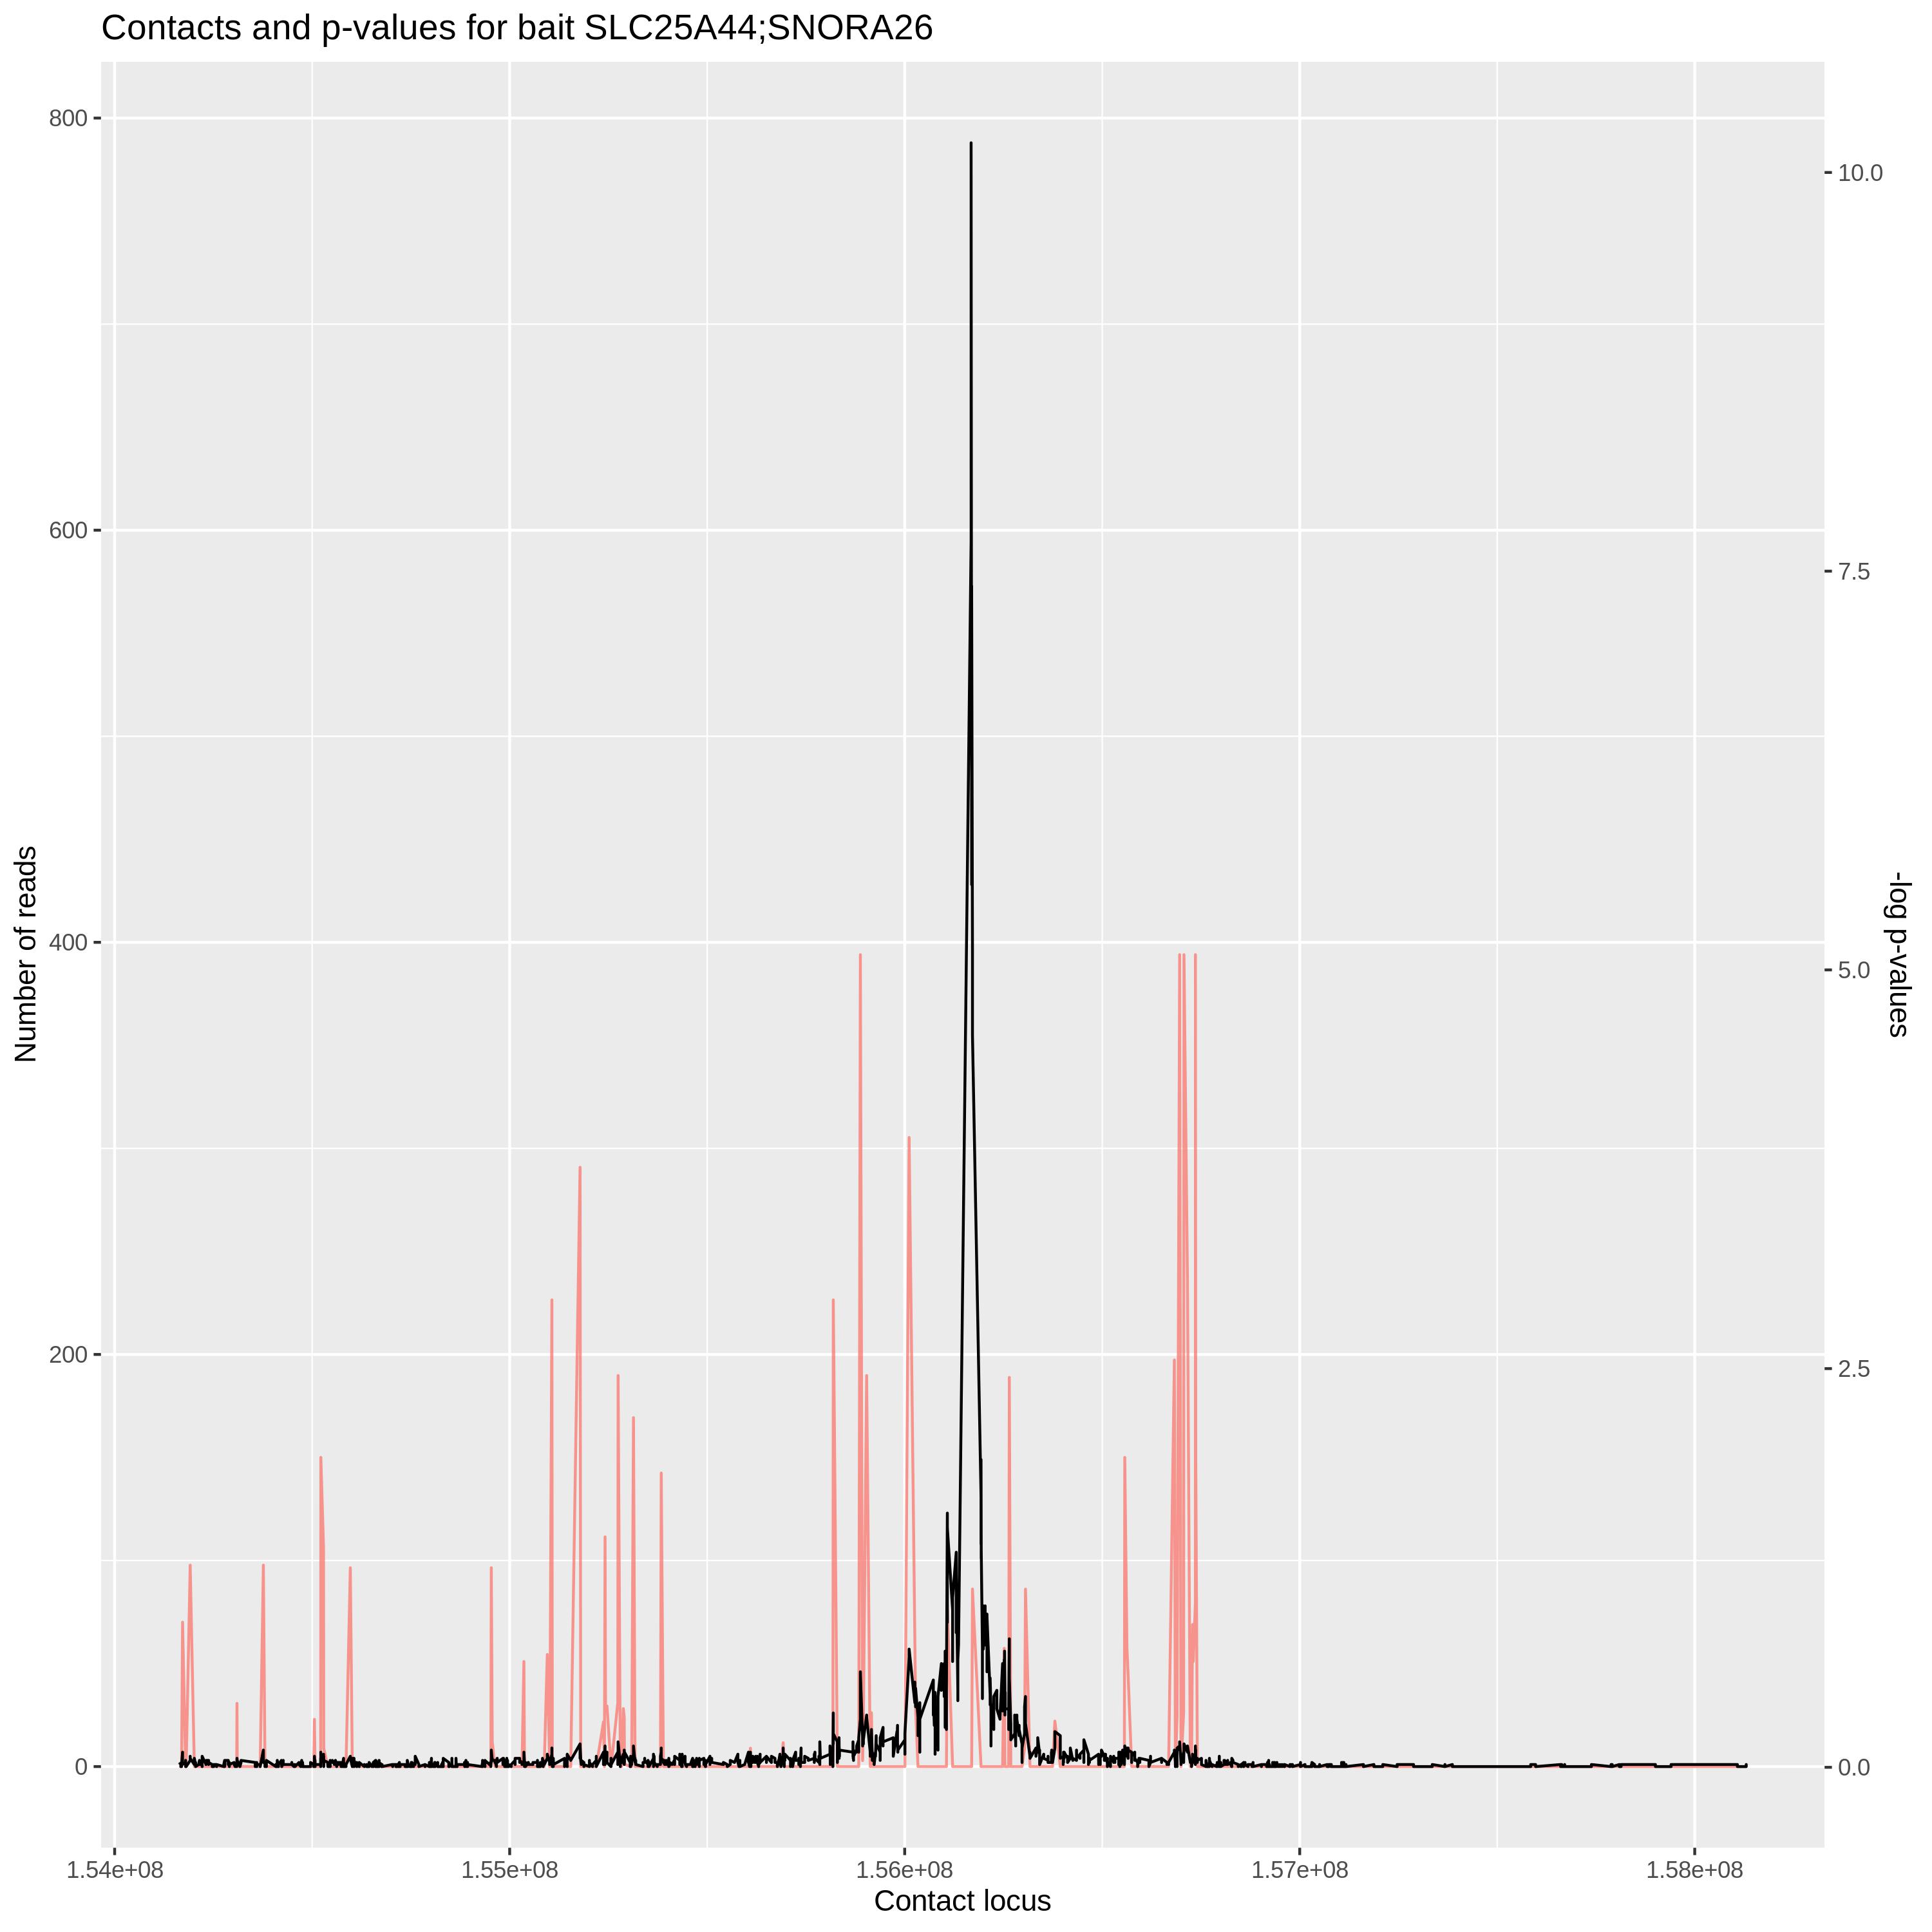 Contacts and p-values for bait SLC25A44;SNORA26
800
600
400
200
0
Number of reads
10.0
7.5
5.0
2.5
0.0
-log p-values
1.54e+08
1.55e+08
1.56e+08
1.57e+08
1.58e+08
Contact locus